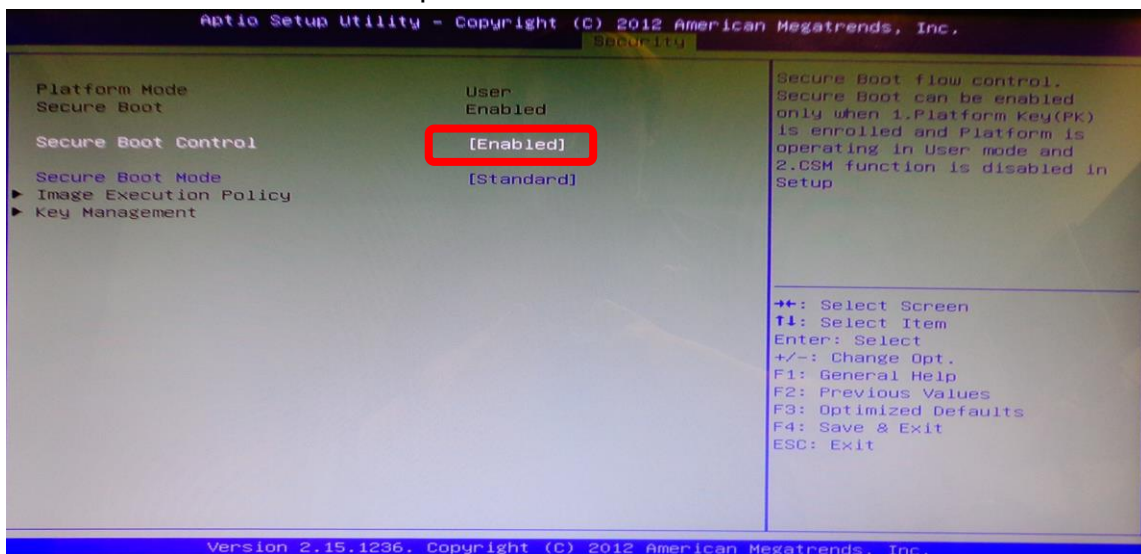 Aptio Setup Utility - Copyright (C) 2012 American Megatrends, Inc.
Security
Platform Mode User
Secure Boot Enabled
Secure Boot Control [Enabled]
Secure Boot Mode [Standard]
► Image Execution Policy
► Key Management
Secure Boot flow control.
Secure Boot can be enabled
only when 1.Platform Key(PK)
is enrolled and Platform is
operating in User mode and
2.CSM function is disabled in
Setup
→←: Select Screen
↑↓: Select Item
Enter: Select
+/-: Change Opt.
F1: General Help
F2: Previous Values
F3: Optimized Defaults
F4: Save & Exit
ESC: Exit
Version 2.15.1236. Copyright (C) 2012 American Megatrends, Inc.